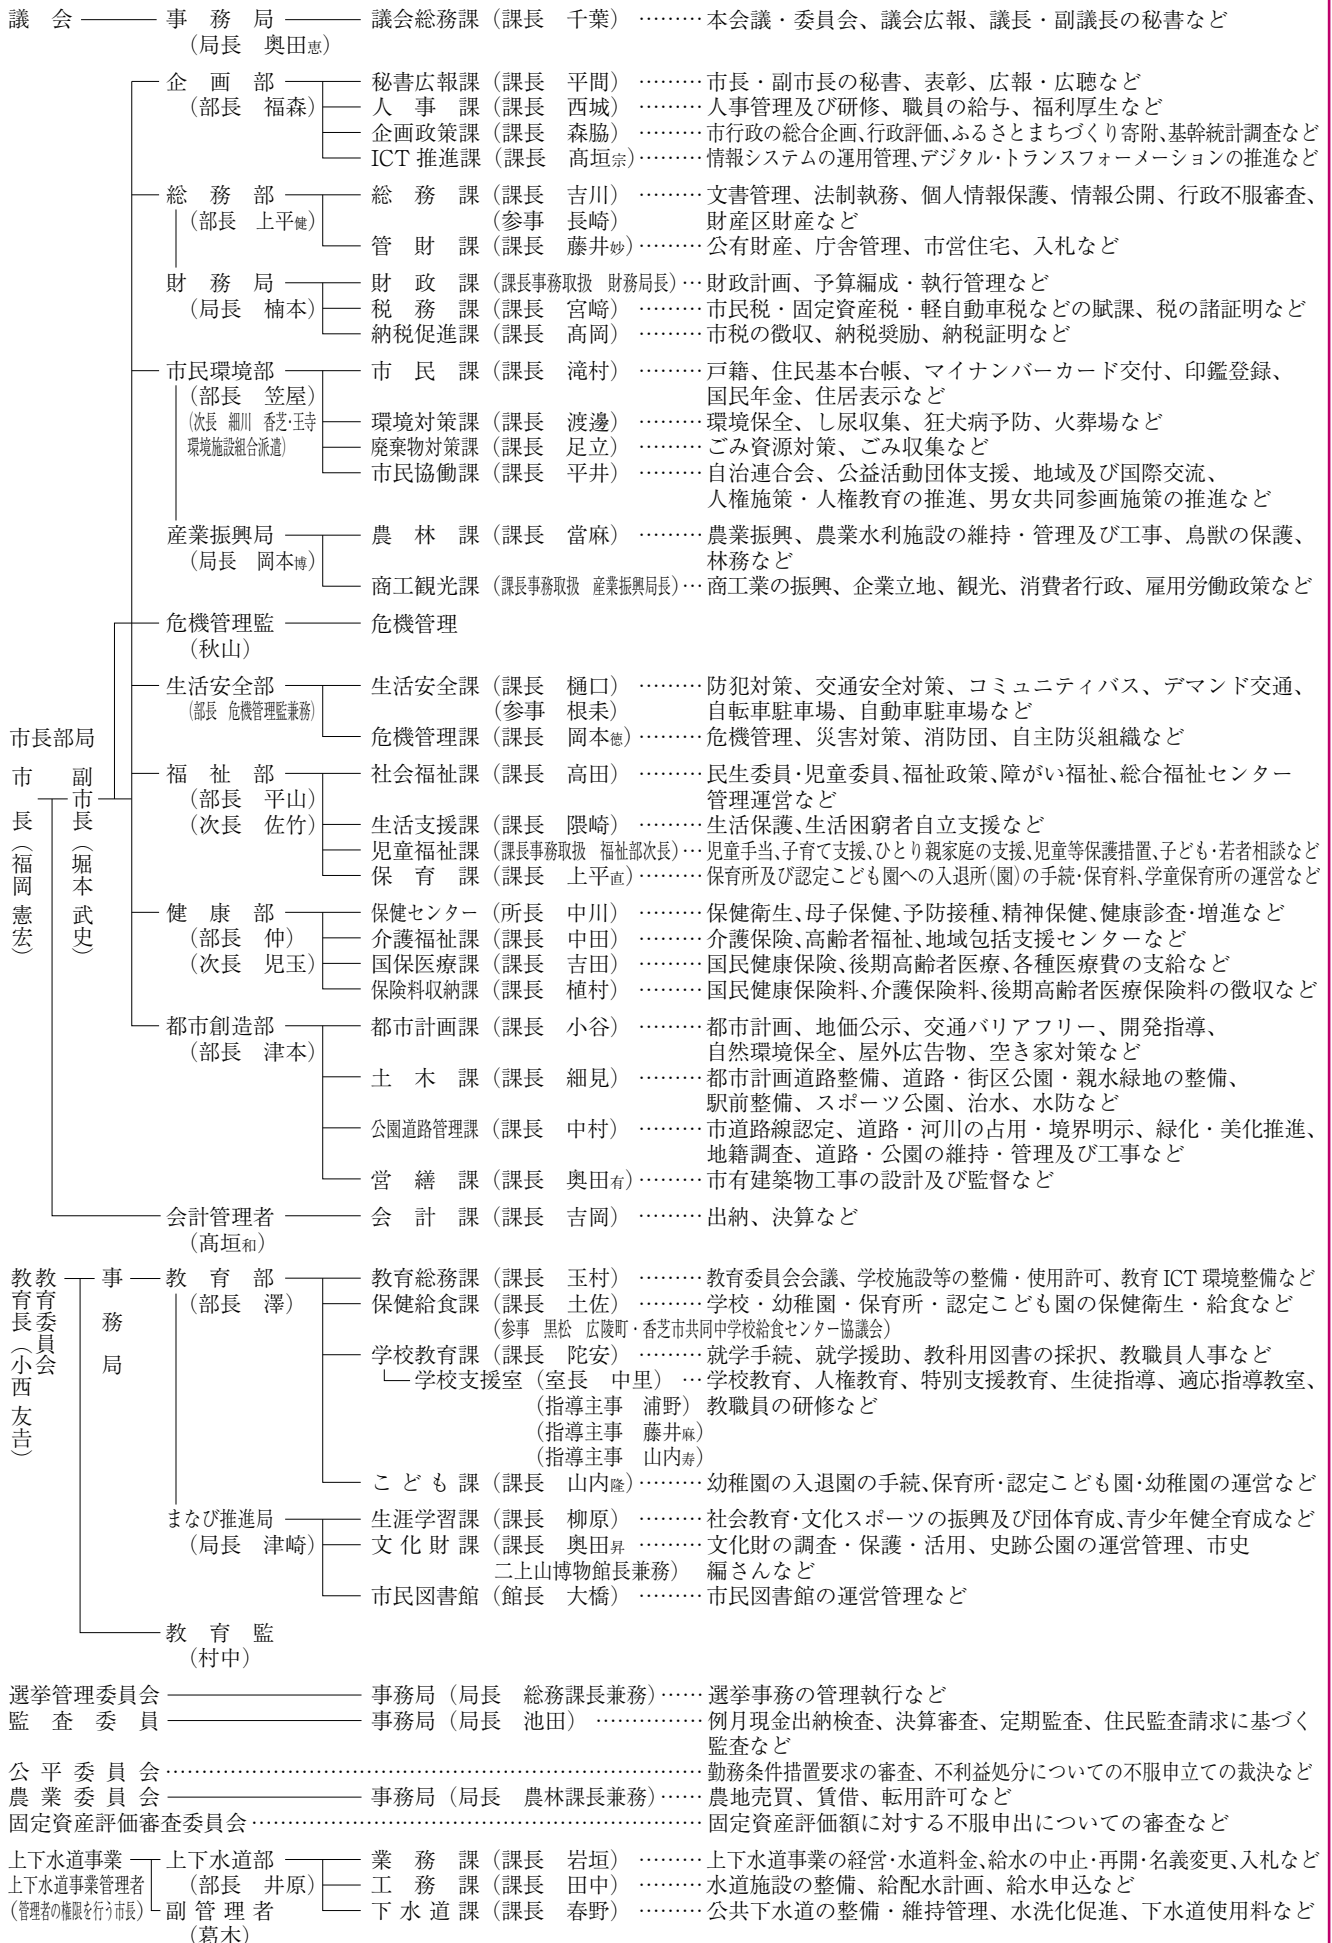 議会 事務局 議会総務課（課長 千葉）………本会議・委員会、議会広報、議長・副議長の秘書など
（局長 奥田恵）
企画部 秘書広報課（課長 平間）………市長・副市長の秘書、表彰、広報・広聴など
（部長 福森） 人事課（課長 西城）………人事管理及び研修、職員の給与、福利厚生など
企画政策課（課長 森脇）………市行政の総合企画、行政評価、ふるさとまちづくり寄附、基幹統計調査など
ICT推進課（課長 髙垣宗）………情報システムの運用管理、デジタル・トランスフォーメーションの推進など
総務部 総務課（課長 吉川）………文書管理、法制執務、個人情報保護、情報公開、行政不服審査、
（部長 上平健）（参事 長崎） 財産区財産など
管財課（課長 藤井妙）………公有財産、庁舎管理、市営住宅、入札など
財務局 財政課（課長事務取扱 財務局長）…財政計画、予算編成・執行管理など
（局長 楠本） 税務課（課長 宮﨑）………市民税・固定資産税・軽自動車税などの賦課、税の諸証明など
納税促進課（課長 髙岡）………市税の徴収、納税奨励、納税証明など
市民環境部 市民課（課長 滝村）………戸籍、住民基本台帳、マイナンバーカード交付、印鑑登録、
（部長 笠屋） 国民年金、住居表示など
（次長 細川 香芝・王寺 環境対策課（課長 渡邊）………環境保全、し尿収集、狂犬病予防、火葬場など
環境施設組合派遣） 廃棄物対策課（課長 足立）………ごみ資源対策、ごみ収集など
市民協働課（課長 平井）………自治連合会、公益活動団体支援、地域及び国際交流、
人権施策・人権教育の推進、男女共同参画施策の推進など
産業振興局 農林課（課長 當麻）………農業振興、農業水利施設の維持・管理及び工事、鳥獣の保護、
（局長 岡本博） 林務など
商工観光課（課長事務取扱 産業振興局長）…商工業の振興、企業立地、観光、消費者行政、雇用労働政策など
危機管理監 危機管理
（秋山）
生活安全部 生活安全課（課長 樋口）………防犯対策、交通安全対策、コミュニティバス、デマンド交通、
（部長 危機管理監兼務）（参事 根耒） 自転車駐車場、自動車駐車場など
市長部局 危機管理課（課長 岡本徳）………危機管理、災害対策、消防団、自主防災組織など
市長（福岡 憲宏）
副市長（堀本 武史）
福祉部 社会福祉課（課長 高田）………民生委員・児童委員、福祉政策、障がい福祉、総合福祉センター
（部長 平山） 管理運営など
（次長 佐竹） 生活支援課（課長 隈崎）………生活保護、生活困窮者自立支援など
児童福祉課（課長事務取扱 福祉部次長）…児童手当、子育て支援、ひとり親家庭の支援、児童等保護措置、子ども・若者相談など
保育課（課長 上平直）………保育所及び認定こども園への入退所（園）の手続・保育料、学童保育所の運営など
健康部 保健センター（所長 中川）………保健衛生、母子保健、予防接種、精神保健、健康診査・増進など
（部長 仲） 介護福祉課（課長 中田）………介護保険、高齢者福祉、地域包括支援センターなど
（次長 児玉） 国保医療課（課長 吉田）………国民健康保険、後期高齢者医療、各種医療費の支給など
保険料収納課（課長 植村）………国民健康保険料、介護保険料、後期高齢者医療保険料の徴収など
都市創造部 都市計画課（課長 小谷）………都市計画、地価公示、交通バリアフリー、開発指導、
（部長 津本） 自然環境保全、屋外広告物、空き家対策など
土木課（課長 細見）………都市計画道路整備、道路・街区公園・親水緑地の整備、
駅前整備、スポーツ公園、治水、水防など
公園道路管理課（課長 中村）………市道路線認定、道路・河川の占用・境界明示、緑化・美化推進、
地籍調査、道路・公園の維持・管理及び工事など
営繕課（課長 奥田有）………市有建築物工事の設計及び監督など
会計管理者 会計課（課長 吉岡）………出納、決算など
（髙垣和）
教育委員会
教育長（小西 友吉）
事務局 教育部 教育総務課（課長 玉村）………教育委員会会議、学校施設等の整備・使用許可、教育ICT環境整備など
（部長 澤） 保健給食課（課長 土佐）………学校・幼稚園・保育所・認定こども園の保健衛生・給食など
（参事 黒松 広陵町・香芝市共同中学校給食センター協議会）
学校教育課（課長 陀安）………就学手続、就学援助、教科用図書の採択、教職員人事など
学校支援室（室長 中里）…学校教育、人権教育、特別支援教育、生徒指導、適応指導教室、
（指導主事 浦野） 教職員の研修など
（指導主事 藤井麻）
（指導主事 山内寿）
こども課（課長 山内隆）………幼稚園の入退園の手続、保育所・認定こども園・幼稚園の運営など
まなび推進局 生涯学習課（課長 柳原）………社会教育・文化スポーツの振興及び団体育成、青少年健全育成など
（局長 津崎） 文化財課（課長 奥田昇………文化財の調査・保護・活用、史跡公園の運営管理、市史
二上山博物館長兼務） 編さんなど
市民図書館（館長 大橋）………市民図書館の運営管理など
教育監
（村中）
選挙管理委員会 事務局（局長 総務課長兼務）……選挙事務の管理執行など
監査委員 事務局（局長 池田）……………例月現金出納検査、決算審査、定期監査、住民監査請求に基づく
監査など
公平委員会……………勤務条件措置要求の審査、不利益処分についての不服申立ての裁決など
農業委員会 事務局（局長 農林課長兼務）……農地売買、賃借、転用許可など
固定資産評価審査委員会……………固定資産評価額に対する不服申出についての審査など
上下水道事業 上下水道部 業務課（課長 岩垣）………上下水道事業の経営・水道料金、給水の中止・再開・名義変更、入札など
上下水道事業管理者（部長 井原） 工務課（課長 田中）………水道施設の整備、給配水計画、給水申込など
（管理者の権限を行う市長） 副管理者 下水道課（課長 春野）………公共下水道の整備・維持管理、水洗化促進、下水道使用料など
（葛木）